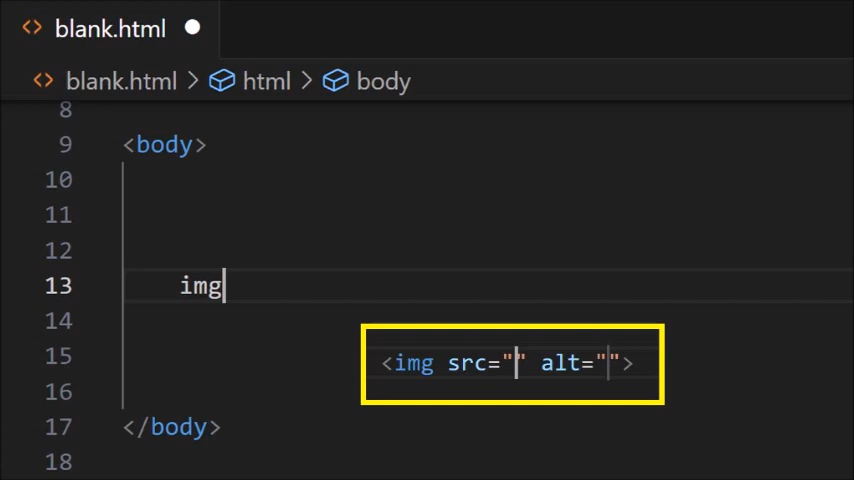 blank.html
blank.html > html > body
8
9 <body>
10
11
12
13 img
14
15 <img src="" alt="">
16
17 </body>
18